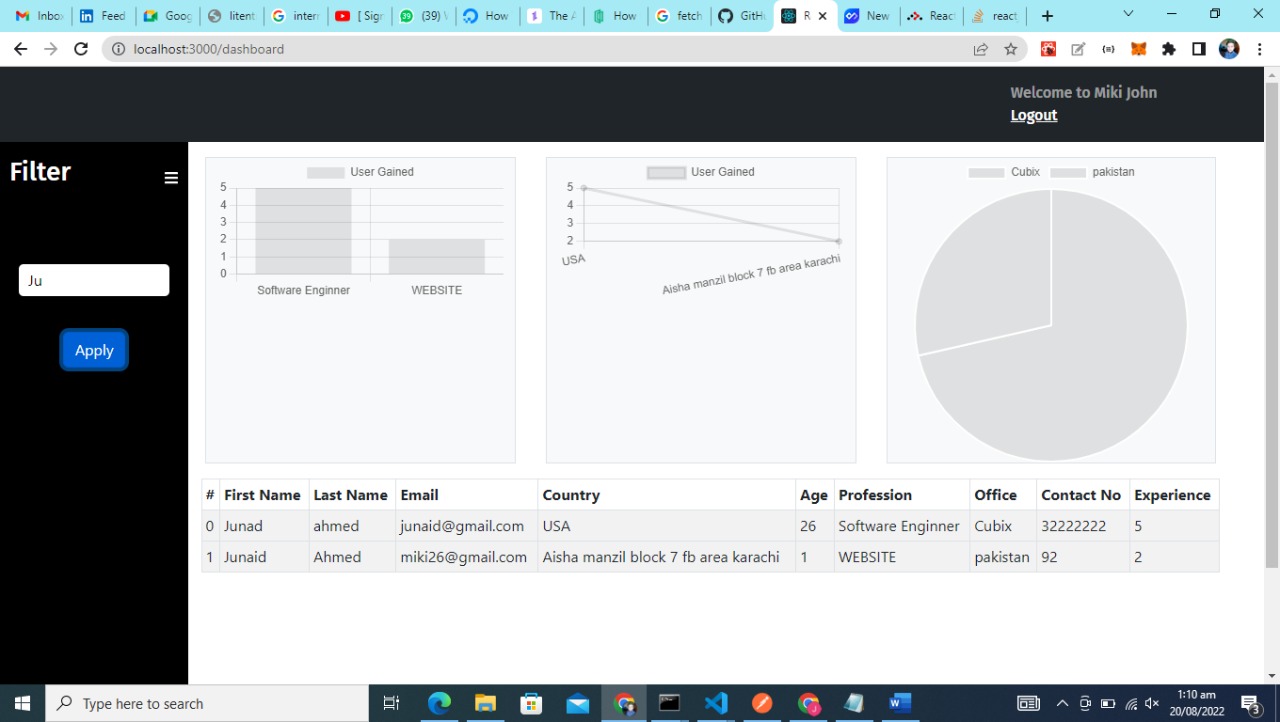 Inbox
Feed
Goog
litent
intern
[ Sign
(39) W
How
The A
How
fetch
GitHu
R
New
React
react
localhost:3000/dashboard
Welcome to Miki John
Logout
Filter
Ju
Apply
User Gained
5
4
3
2
1
0
Software Enginner WEBSITE
User Gained
5
4
3
2
USA
Aisha manzil block 7 fb area karachi
Cubix pakistan
# First Name Last Name Email Country Age Profession Office Contact No Experience
0 Junad ahmed junaid@gmail.com USA 26 Software Enginner Cubix 32222222 5
1 Junaid Ahmed miki26@gmail.com Aisha manzil block 7 fb area karachi 1 WEBSITE pakistan 92 2
Type here to search
1:10 am
20/08/2022
3